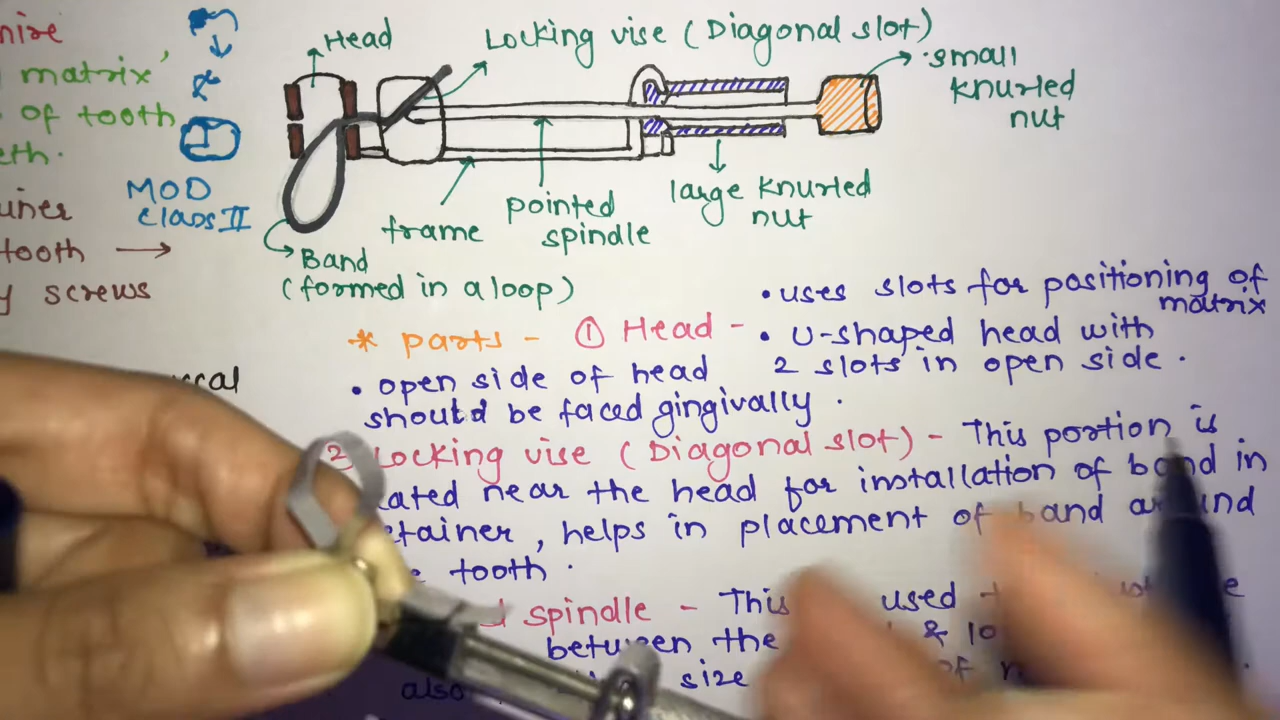 Head
Locking vise (Diagonal slot)
small
knurled
nut
matrix'
of tooth
MOD
class II
tooth →
screws
frame
pointed
spindle
large knurled
nut
Band
(formed in a loop)
• uses slots for positioning of
matrix
* parts - ① Head - • U-shaped head with
2 slots in open side .
• open side of head
should be faced gingivally .
2 Locking vise (Diagonal slot) - This portion is
near the head for installation of band in
, helps in placement of band
tooth .
spindle - This used
between the &
size of
also